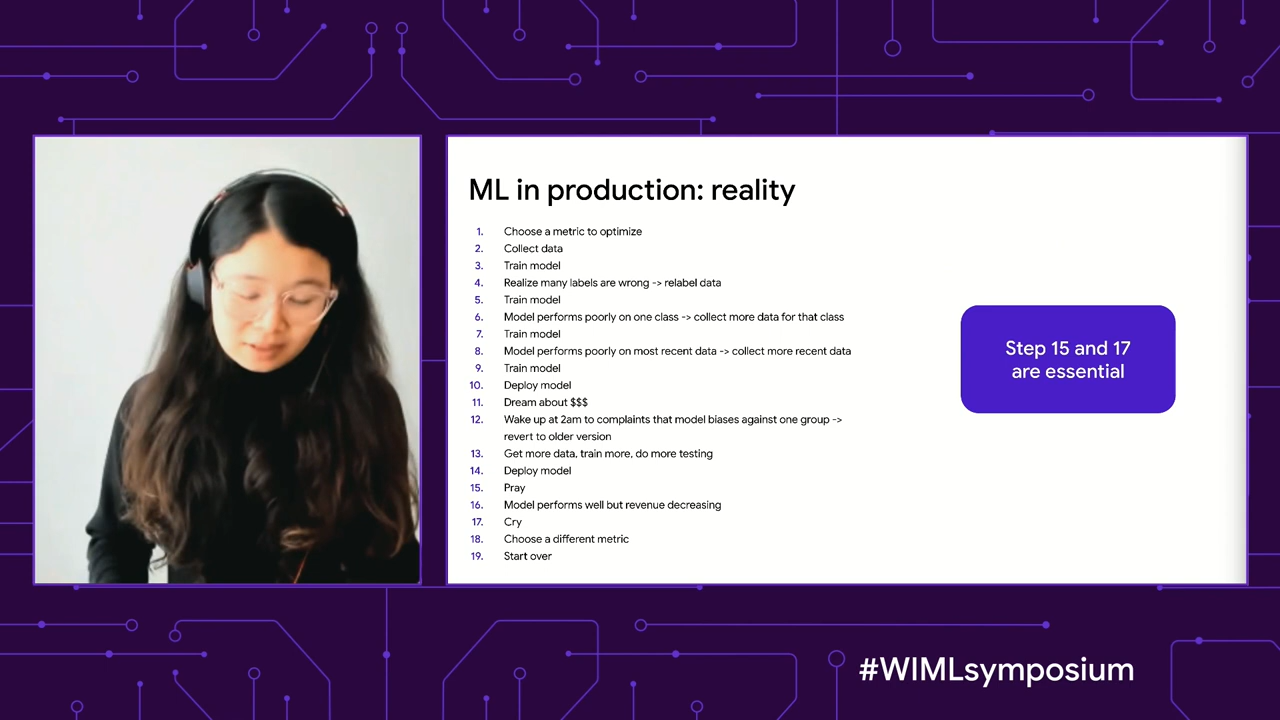 ML in production: reality
1. Choose a metric to optimize
2. Collect data
3. Train model
4. Realize many labels are wrong -> relabel data
5. Train model
6. Model performs poorly on one class -> collect more data for that class
7. Train model
8. Model performs poorly on most recent data -> collect more recent data
9. Train model
10. Deploy model
11. Dream about $$$
12. Wake up at 2am to complaints that model biases against one group ->
revert to older version
13. Get more data, train more, do more testing
14. Deploy model
15. Pray
16. Model performs well but revenue decreasing
17. Cry
18. Choose a different metric
19. Start over
Step 15 and 17
are essential
#WIMLsymposium